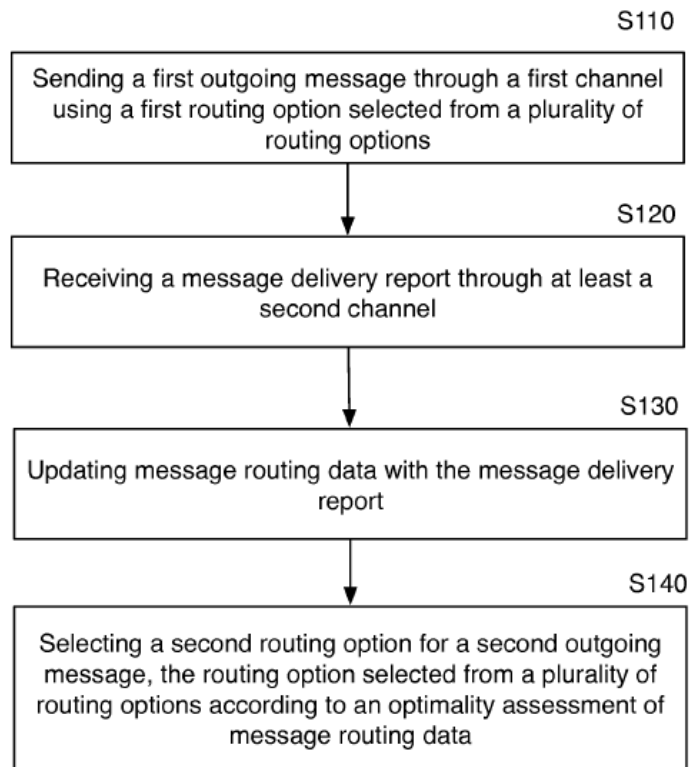 S110
Sending a first outgoing message through a first channel
using a first routing option selected from a plurality of
routing options
S120
Receiving a message delivery report through at least a
second channel
S130
Updating message routing data with the message delivery
report
S140
Selecting a second routing option for a second outgoing
message, the routing option selected from a plurality of
routing options according to an optimality assessment of
message routing data